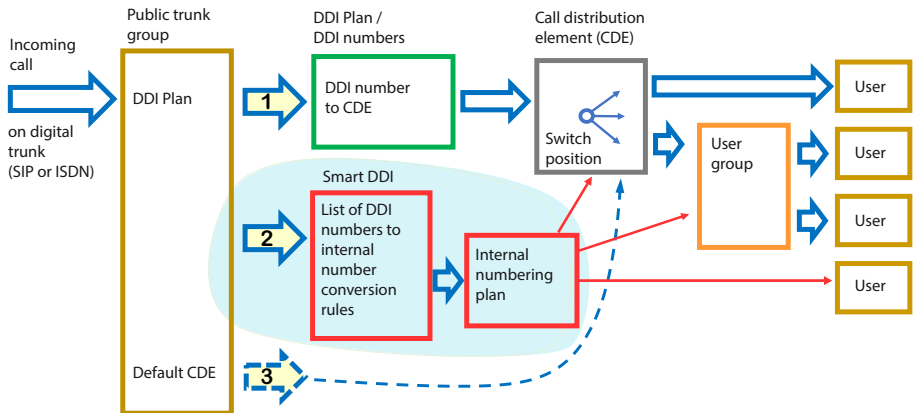 Incoming
call
on digital
trunk
(SIP or ISDN)
Public trunk
group
DDI Plan
Default CDE
1
2
3
DDI Plan /
DDI numbers
DDI number
to CDE
Smart DDI
List of DDI
numbers to
internal
number
conversion
rules
Internal
numbering
plan
Call distribution
element (CDE)
Switch
position
User
group
User
User
User
User